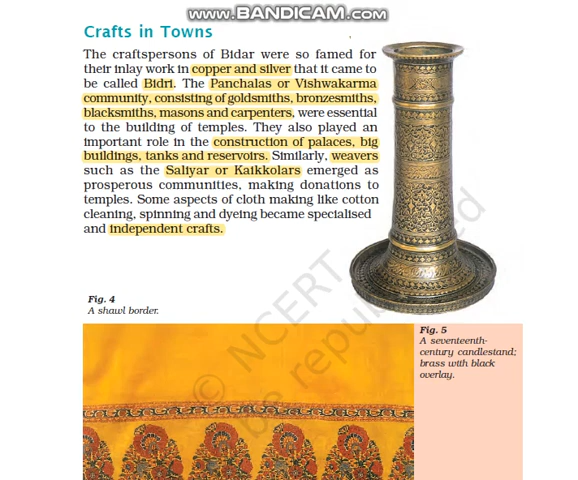 www.BANDICAM.com
Crafts in Towns
The craftspersons of Bidar were so famed for
their inlay work in copper and silver that it came to
be called Bidri. The Panchalas or Vishwakarma
community, consisting of goldsmiths, bronzesmiths,
blacksmiths, masons and carpenters, were essential
to the building of temples. They also played an
important role in the construction of palaces, big
buildings, tanks and reservoirs. Similarly, weavers
such as the Saliyar or Kaikkolars emerged as
prosperous communities, making donations to
temples. Some aspects of cloth making like cotton
cleaning, spinning and dyeing became specialised
and independent crafts.
Fig. 4
A shawl border.
Fig. 5
A seventeenth-
century candlestand;
brass with black
overlay.
© NCERT
be republished